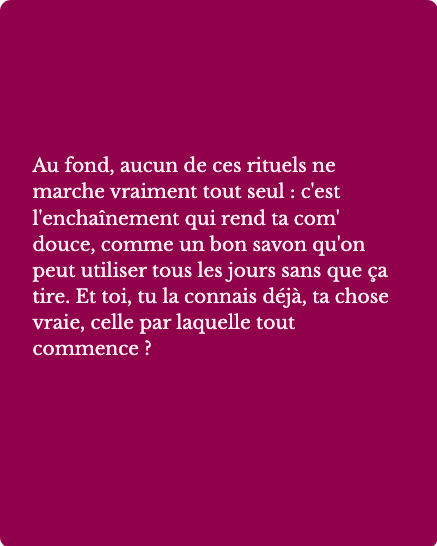 Au fond, aucun de ces rituels ne
marche vraiment tout seul : c'est
l'enchaînement qui rend ta com'
douce, comme un bon savon qu'on
peut utiliser tous les jours sans que ça
tire. Et toi, tu la connais déjà, ta chose
vraie, celle par laquelle tout
commence ?